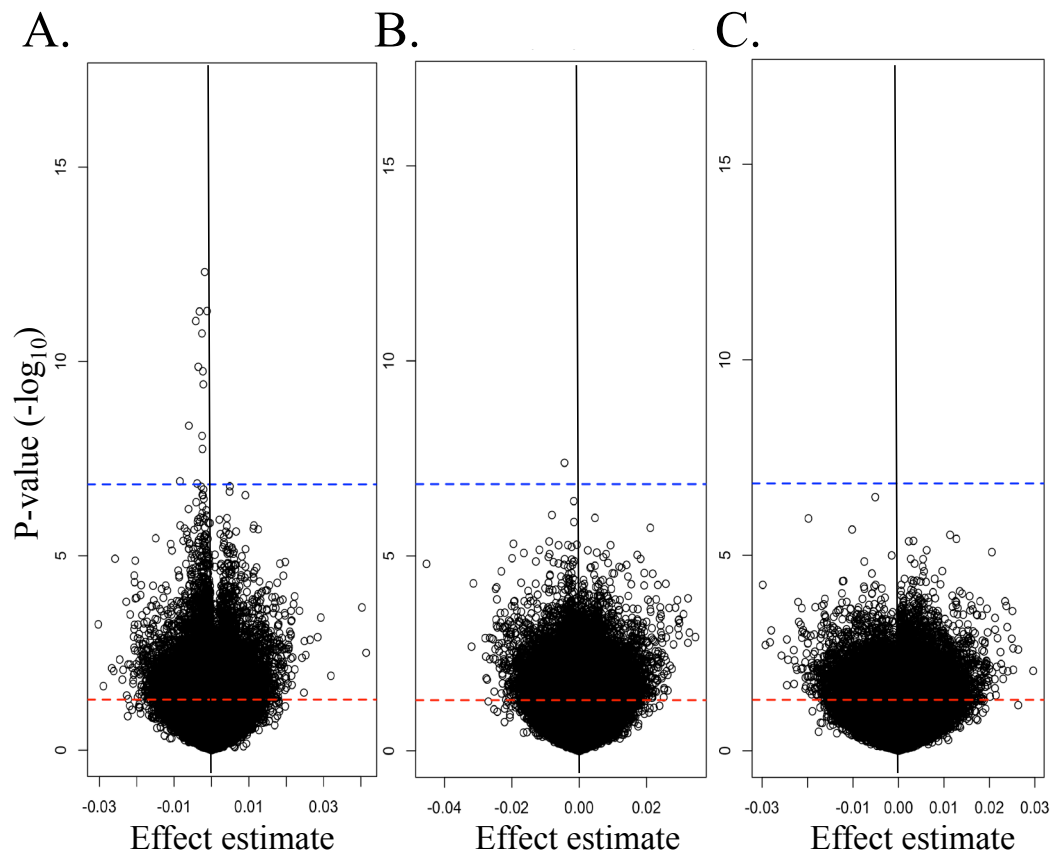 A. B. C.
P-value (-log10)
15 15 15
10 10 10
5 5 5
0 0 0
-0.03 -0.01 0.01 0.03 -0.04 -0.02 0.00 0.02 -0.03 -0.01 0.00 0.01 0.02 0.03
Effect estimate Effect estimate Effect estimate